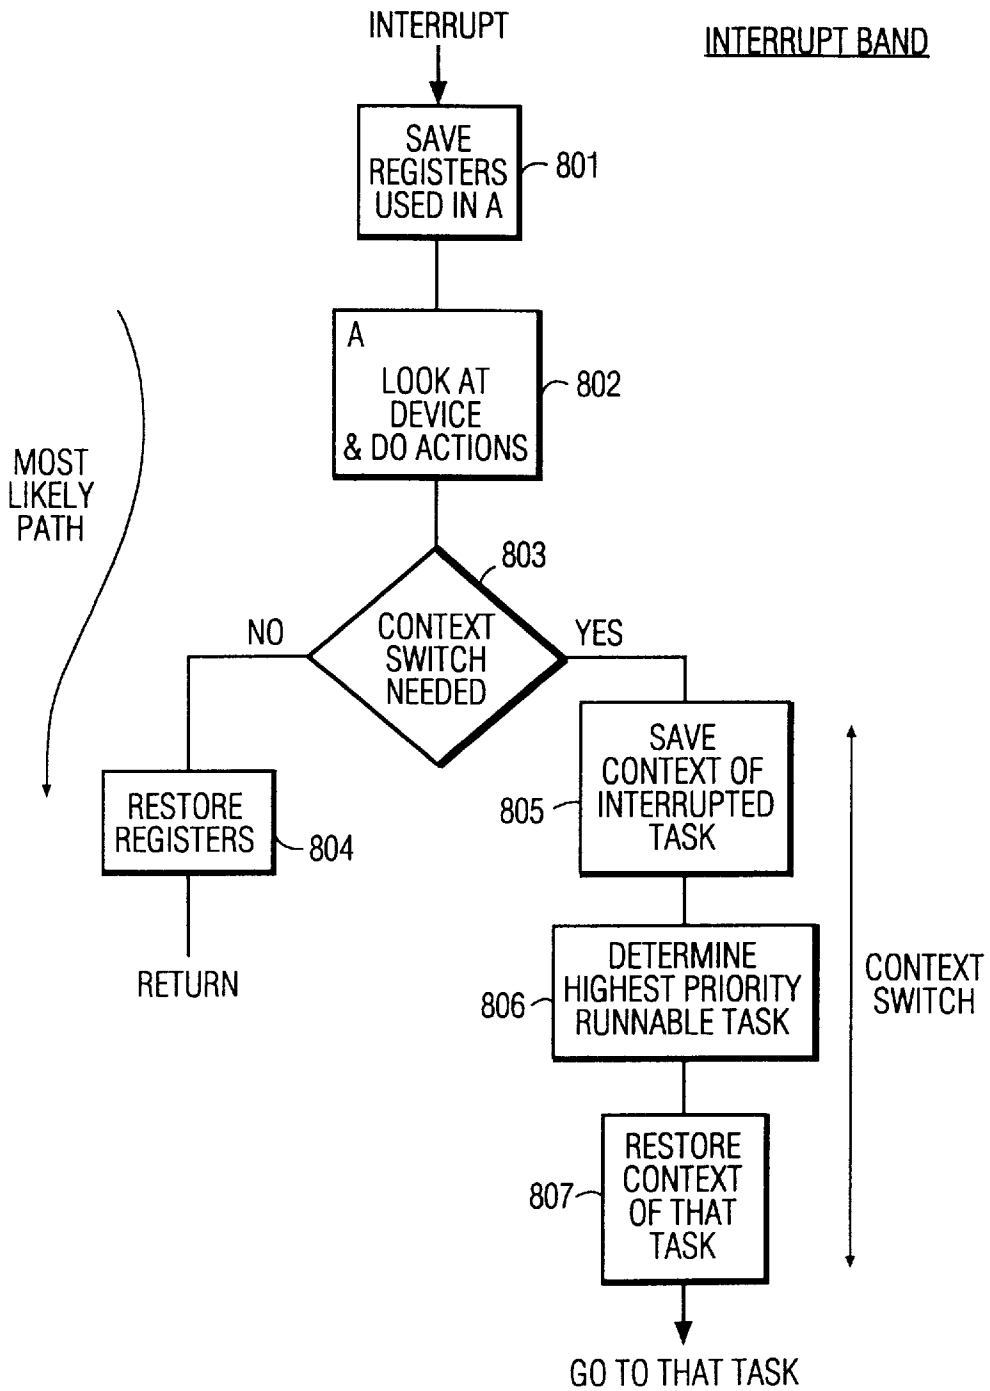 INTERRUPT
INTERRUPT BAND
SAVE
REGISTERS
USED IN A
801
A
LOOK AT
DEVICE
& DO ACTIONS
802
MOST
LIKELY
PATH
803
CONTEXT
SWITCH
NEEDED
NO
YES
RESTORE
REGISTERS
804
RETURN
SAVE
CONTEXT OF
INTERRUPTED
TASK
805
DETERMINE
HIGHEST PRIORITY
RUNNABLE TASK
806
CONTEXT
SWITCH
RESTORE
CONTEXT
OF THAT
TASK
807
GO TO THAT TASK